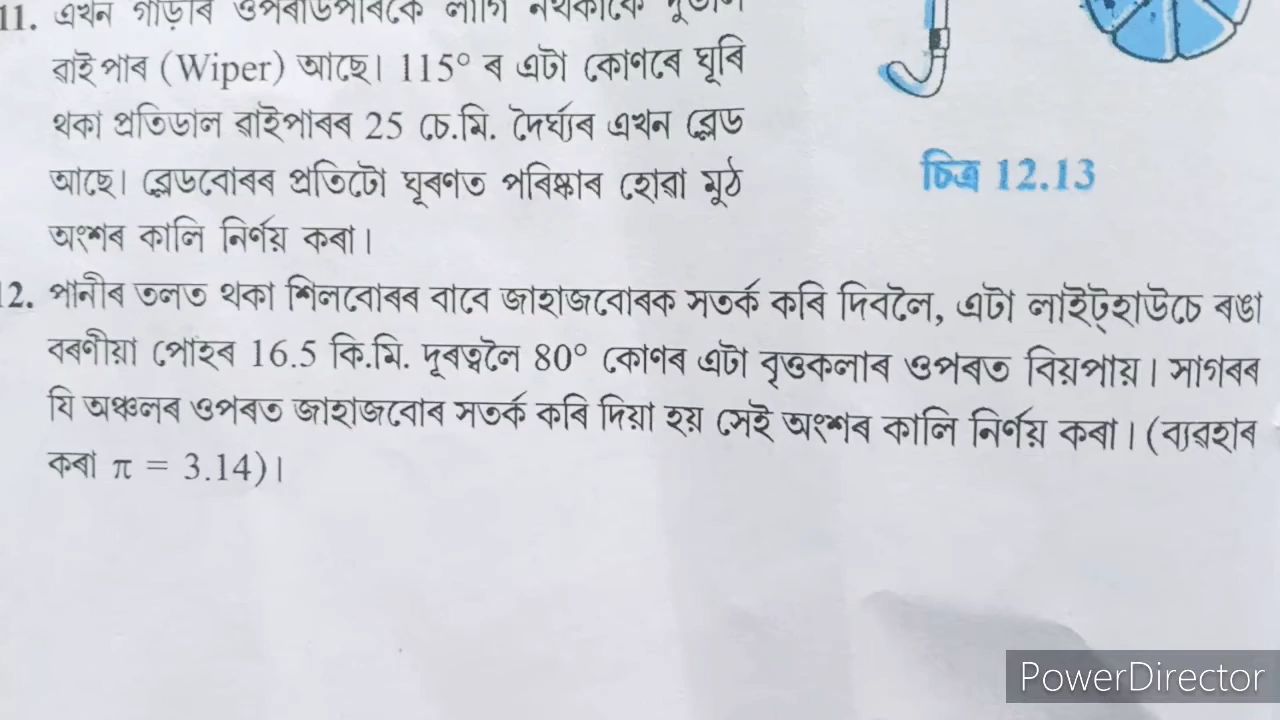 11. এখন গাড়ীৰ ওপৰাওপৰিকৈ লাগি নথকাকৈ দুডাল
চিত্ৰ 12.13
ৱাইপাৰ (Wiper) আছে। 115° ৰ এটা কোণৰে ঘূৰি
থকা প্ৰতিডাল ৱাইপাৰৰ 25 চে.মি. দৈৰ্ঘ্যৰ এখন ব্লেড
আছে। ব্লেডবোৰৰ প্ৰতিটো ঘূৰণত পৰিষ্কাৰ হোৱা মুঠ
অংশৰ কালি নিৰ্ণয় কৰা।
12. পানীৰ তলত থকা শিলবোৰৰ বাবে জাহাজবোৰক সতৰ্ক কৰি দিবলৈ, এটা লাইট্‌হাউচে ৰঙা
বৰণীয়া পোহৰ 16.5 কি.মি. দূৰত্বলৈ 80° কোণৰ এটা বৃত্তকলাৰ ওপৰত বিয়পায়। সাগৰৰ
যি অঞ্চলৰ ওপৰত জাহাজবোৰ সতৰ্ক কৰি দিয়া হয় সেই অংশৰ কালি নিৰ্ণয় কৰা। (ব্যৱহাৰ
কৰা π = 3.14)।
PowerDirector